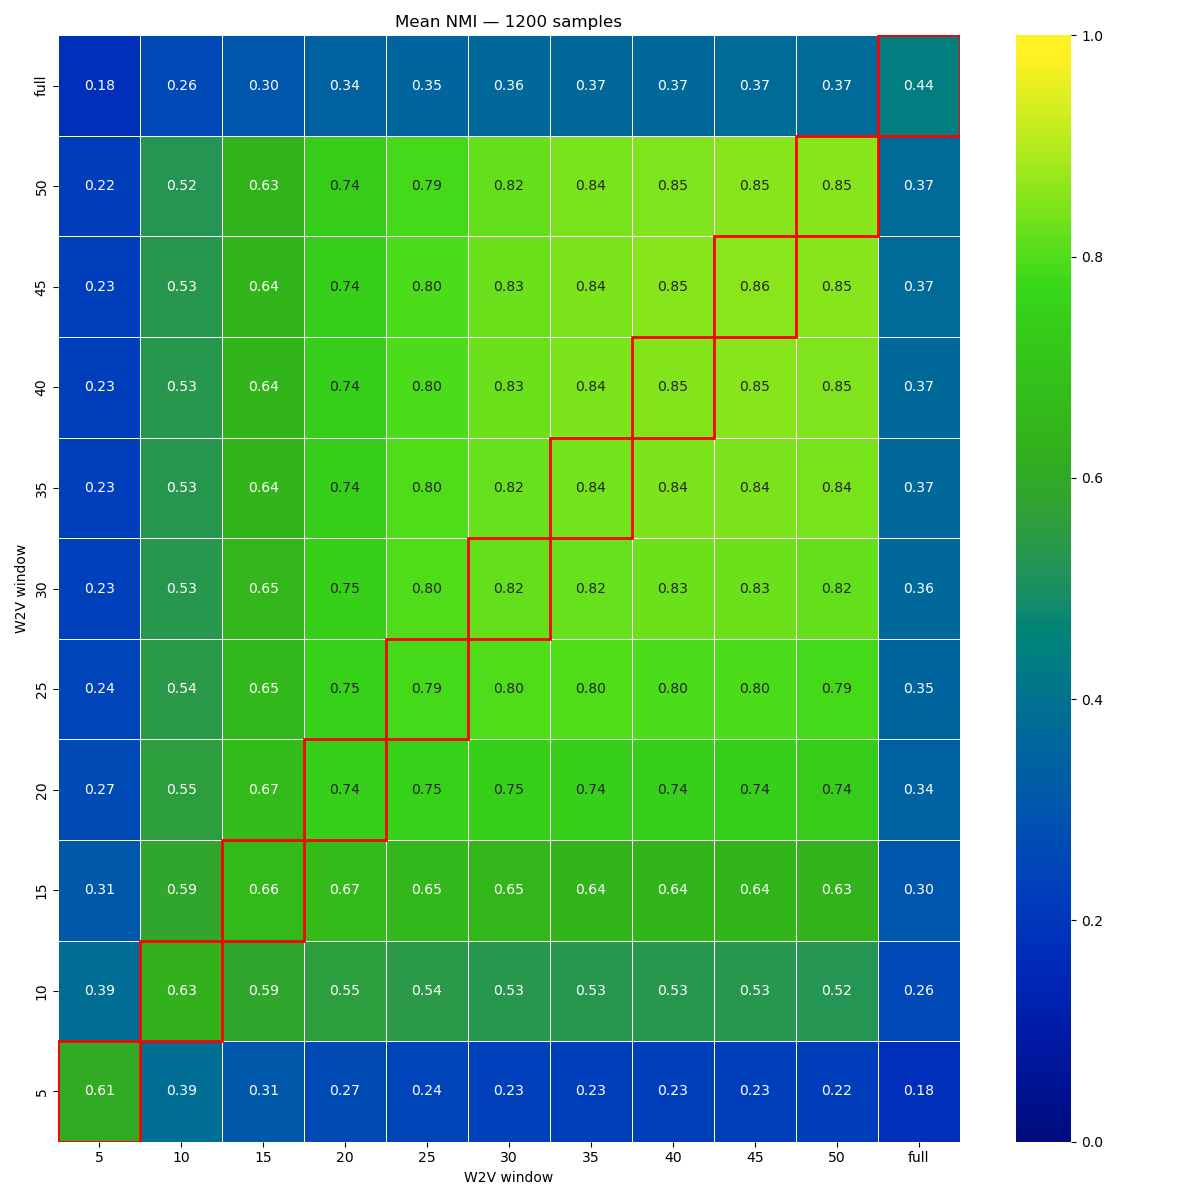 Mean NMI — 1200 samples
full 0.18 0.26 0.30 0.34 0.35 0.36 0.37 0.37 0.37 0.37 0.44
50 0.22 0.52 0.63 0.74 0.79 0.82 0.84 0.85 0.85 0.85 0.37
45 0.23 0.53 0.64 0.74 0.80 0.83 0.84 0.85 0.86 0.85 0.37
40 0.23 0.53 0.64 0.74 0.80 0.83 0.84 0.85 0.85 0.85 0.37
35 0.23 0.53 0.64 0.74 0.80 0.82 0.84 0.84 0.84 0.84 0.37
30 0.23 0.53 0.65 0.75 0.80 0.82 0.82 0.83 0.83 0.82 0.36
25 0.24 0.54 0.65 0.75 0.79 0.80 0.80 0.80 0.80 0.79 0.35
20 0.27 0.55 0.67 0.74 0.75 0.75 0.74 0.74 0.74 0.74 0.34
15 0.31 0.59 0.66 0.67 0.65 0.65 0.64 0.64 0.64 0.63 0.30
10 0.39 0.63 0.59 0.55 0.54 0.53 0.53 0.53 0.53 0.52 0.26
5 0.61 0.39 0.31 0.27 0.24 0.23 0.23 0.23 0.23 0.22 0.18
5 10 15 20 25 30 35 40 45 50 full
W2V window
W2V window
1.0
0.8
0.6
0.4
0.2
0.0